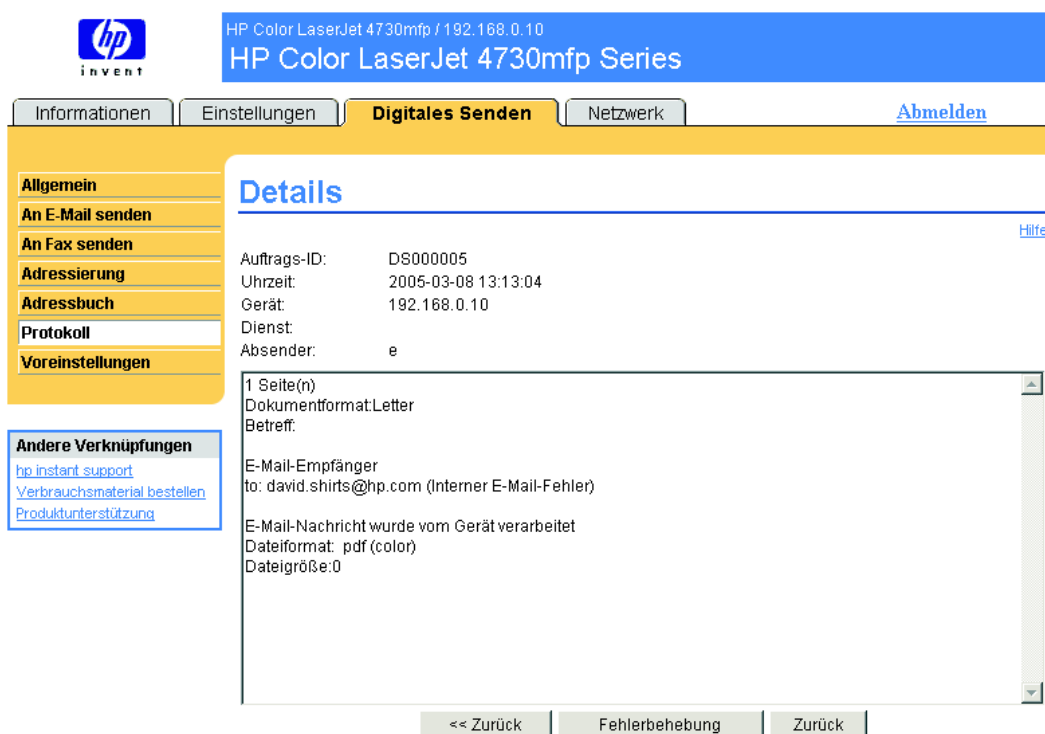 hp
invent
HP Color LaserJet 4730mfp / 192.168.0.10
HP Color LaserJet 4730mfp Series
Informationen
Einstellungen
Digitales Senden
Netzwerk
Abmelden
Allgemein
An E-Mail senden
An Fax senden
Adressierung
Adressbuch
Protokoll
Voreinstellungen
Andere Verknüpfungen
hp instant support
Verbrauchsmaterial bestellen
Produktunterstützung
Details
Hilfe
Auftrags-ID: DS000005
Uhrzeit: 2005-03-08 13:13:04
Gerät: 192.168.0.10
Dienst:
Absender: e
1 Seite(n)
Dokumentformat:Letter
Betreff:
E-Mail-Empfänger
to: david.shirts@hp.com (Interner E-Mail-Fehler)
E-Mail-Nachricht wurde vom Gerät verarbeitet
Dateiformat: pdf (color)
Dateigröße:0
<< Zurück
Fehlerbehebung
Zurück